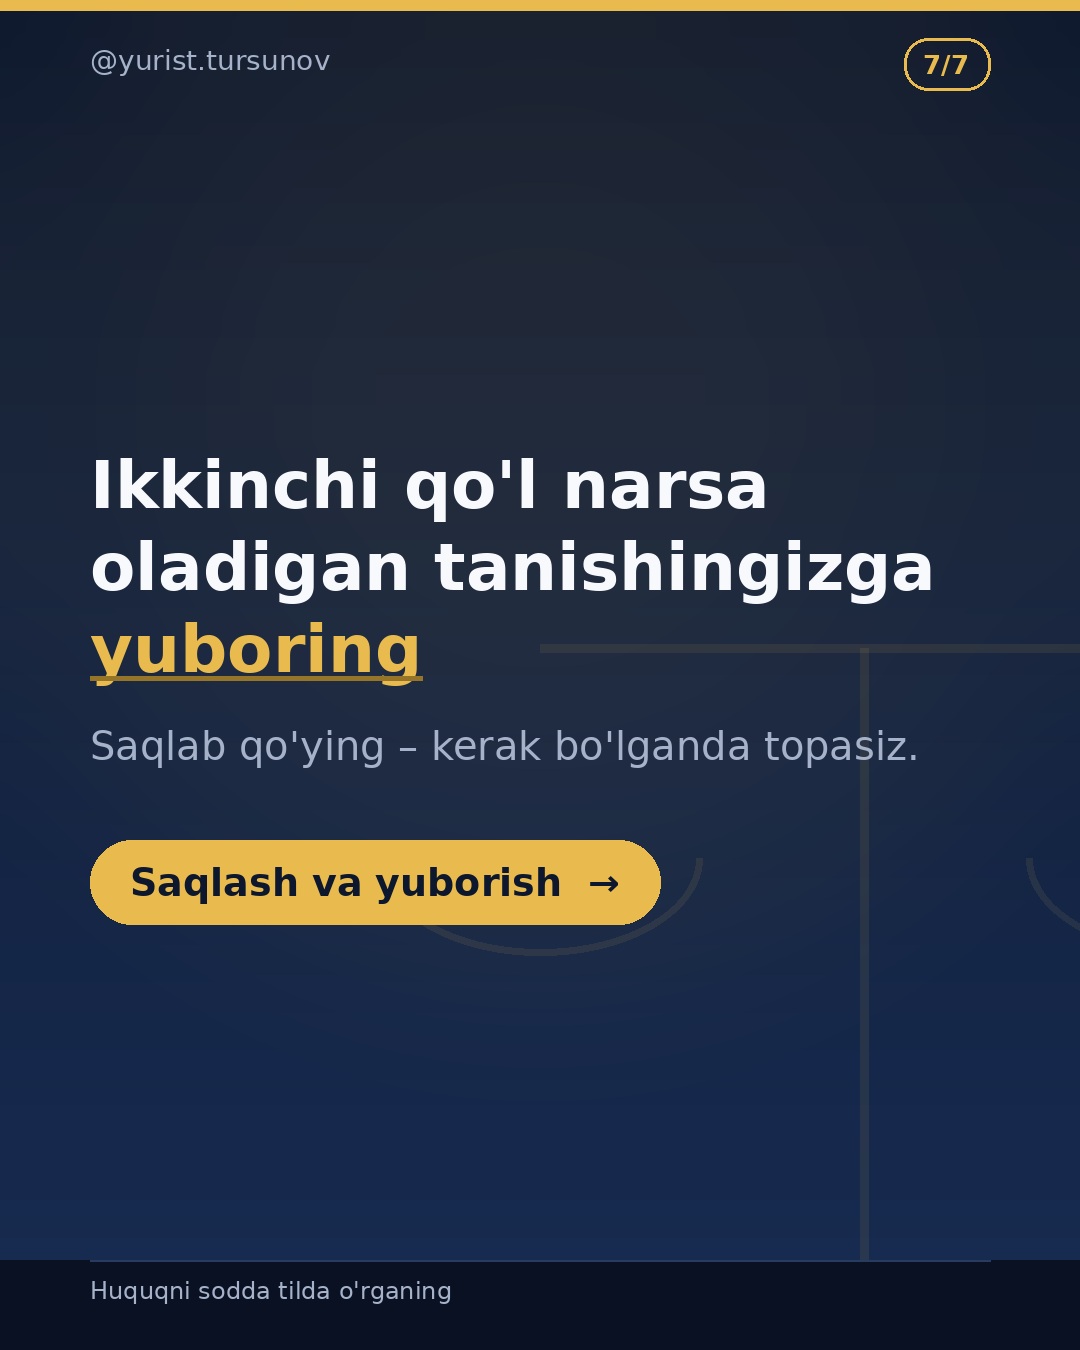 @yurist.tursunov
7/7
Ikkinchi qo'l narsa
oladigan tanishingizga
yuboring
Saqlab qo'ying – kerak bo'lganda topasiz.
Saqlash va yuborish →
Huquqni sodda tilda o'rganing